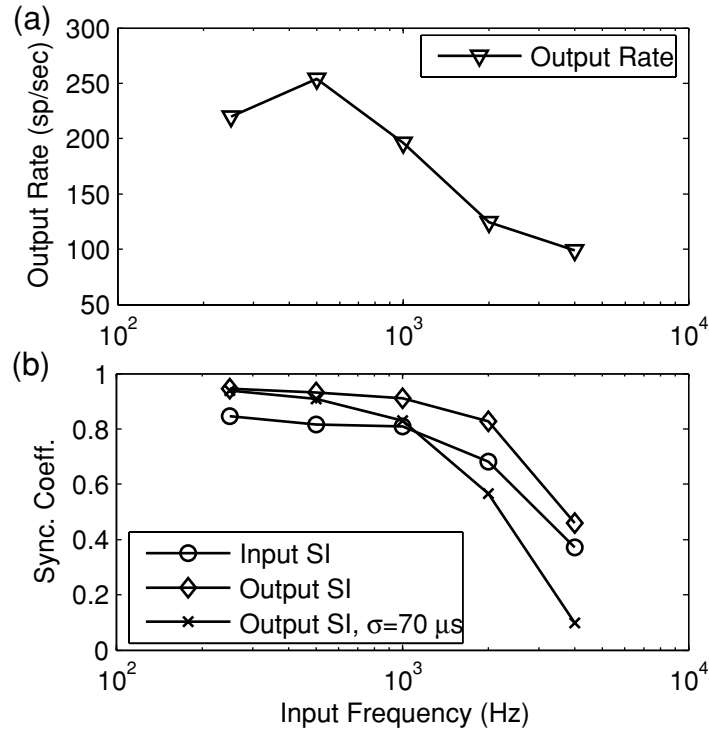 (a)
300
250
200
150
100
50
Output Rate (sp/sec)
Output Rate
10^2
10^3
10^4
(b)
1
0.8
0.6
0.4
0.2
0
Sync. Coeff.
Input SI
Output SI
Output SI, σ=70 μs
10^2
10^3
10^4
Input Frequency (Hz)